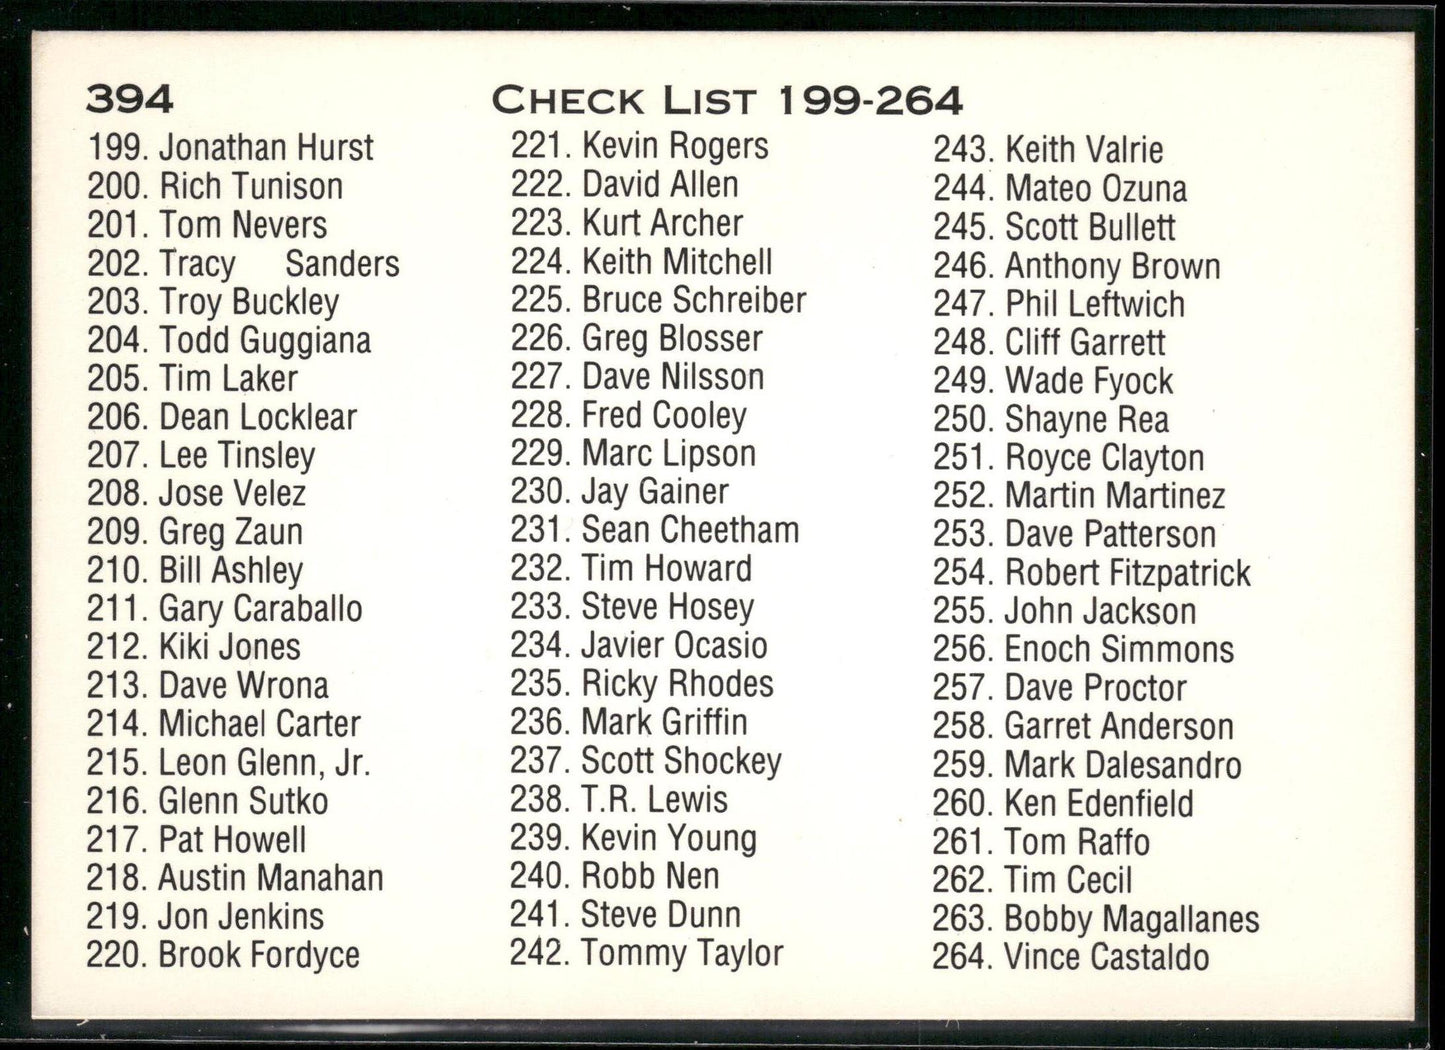 394
CHECK LIST 199-264
199. Jonathan Hurst
200. Rich Tunison
201. Tom Nevers
202. Tracy Sanders
203. Troy Buckley
204. Todd Guggiana
205. Tim Laker
206. Dean Locklear
207. Lee Tinsley
208. Jose Velez
209. Greg Zaun
210. Bill Ashley
211. Gary Caraballo
212. Kiki Jones
213. Dave Wrona
214. Michael Carter
215. Leon Glenn, Jr.
216. Glenn Sutko
217. Pat Howell
218. Austin Manahan
219. Jon Jenkins
220. Brook Fordyce
221. Kevin Rogers
222. David Allen
223. Kurt Archer
224. Keith Mitchell
225. Bruce Schreiber
226. Greg Blosser
227. Dave Nilsson
228. Fred Cooley
229. Marc Lipson
230. Jay Gainer
231. Sean Cheetham
232. Tim Howard
233. Steve Hosey
234. Javier Ocasio
235. Ricky Rhodes
236. Mark Griffin
237. Scott Shockey
238. T.R. Lewis
239. Kevin Young
240. Robb Nen
241. Steve Dunn
242. Tommy Taylor
243. Keith Valrie
244. Mateo Ozuna
245. Scott Bullett
246. Anthony Brown
247. Phil Leftwich
248. Cliff Garrett
249. Wade Fyock
250. Shayne Rea
251. Royce Clayton
252. Martin Martinez
253. Dave Patterson
254. Robert Fitzpatrick
255. John Jackson
256. Enoch Simmons
257. Dave Proctor
258. Garret Anderson
259. Mark Dalesandro
260. Ken Edenfield
261. Tom Raffo
262. Tim Cecil
263. Bobby Magallanes
264. Vince Castaldo